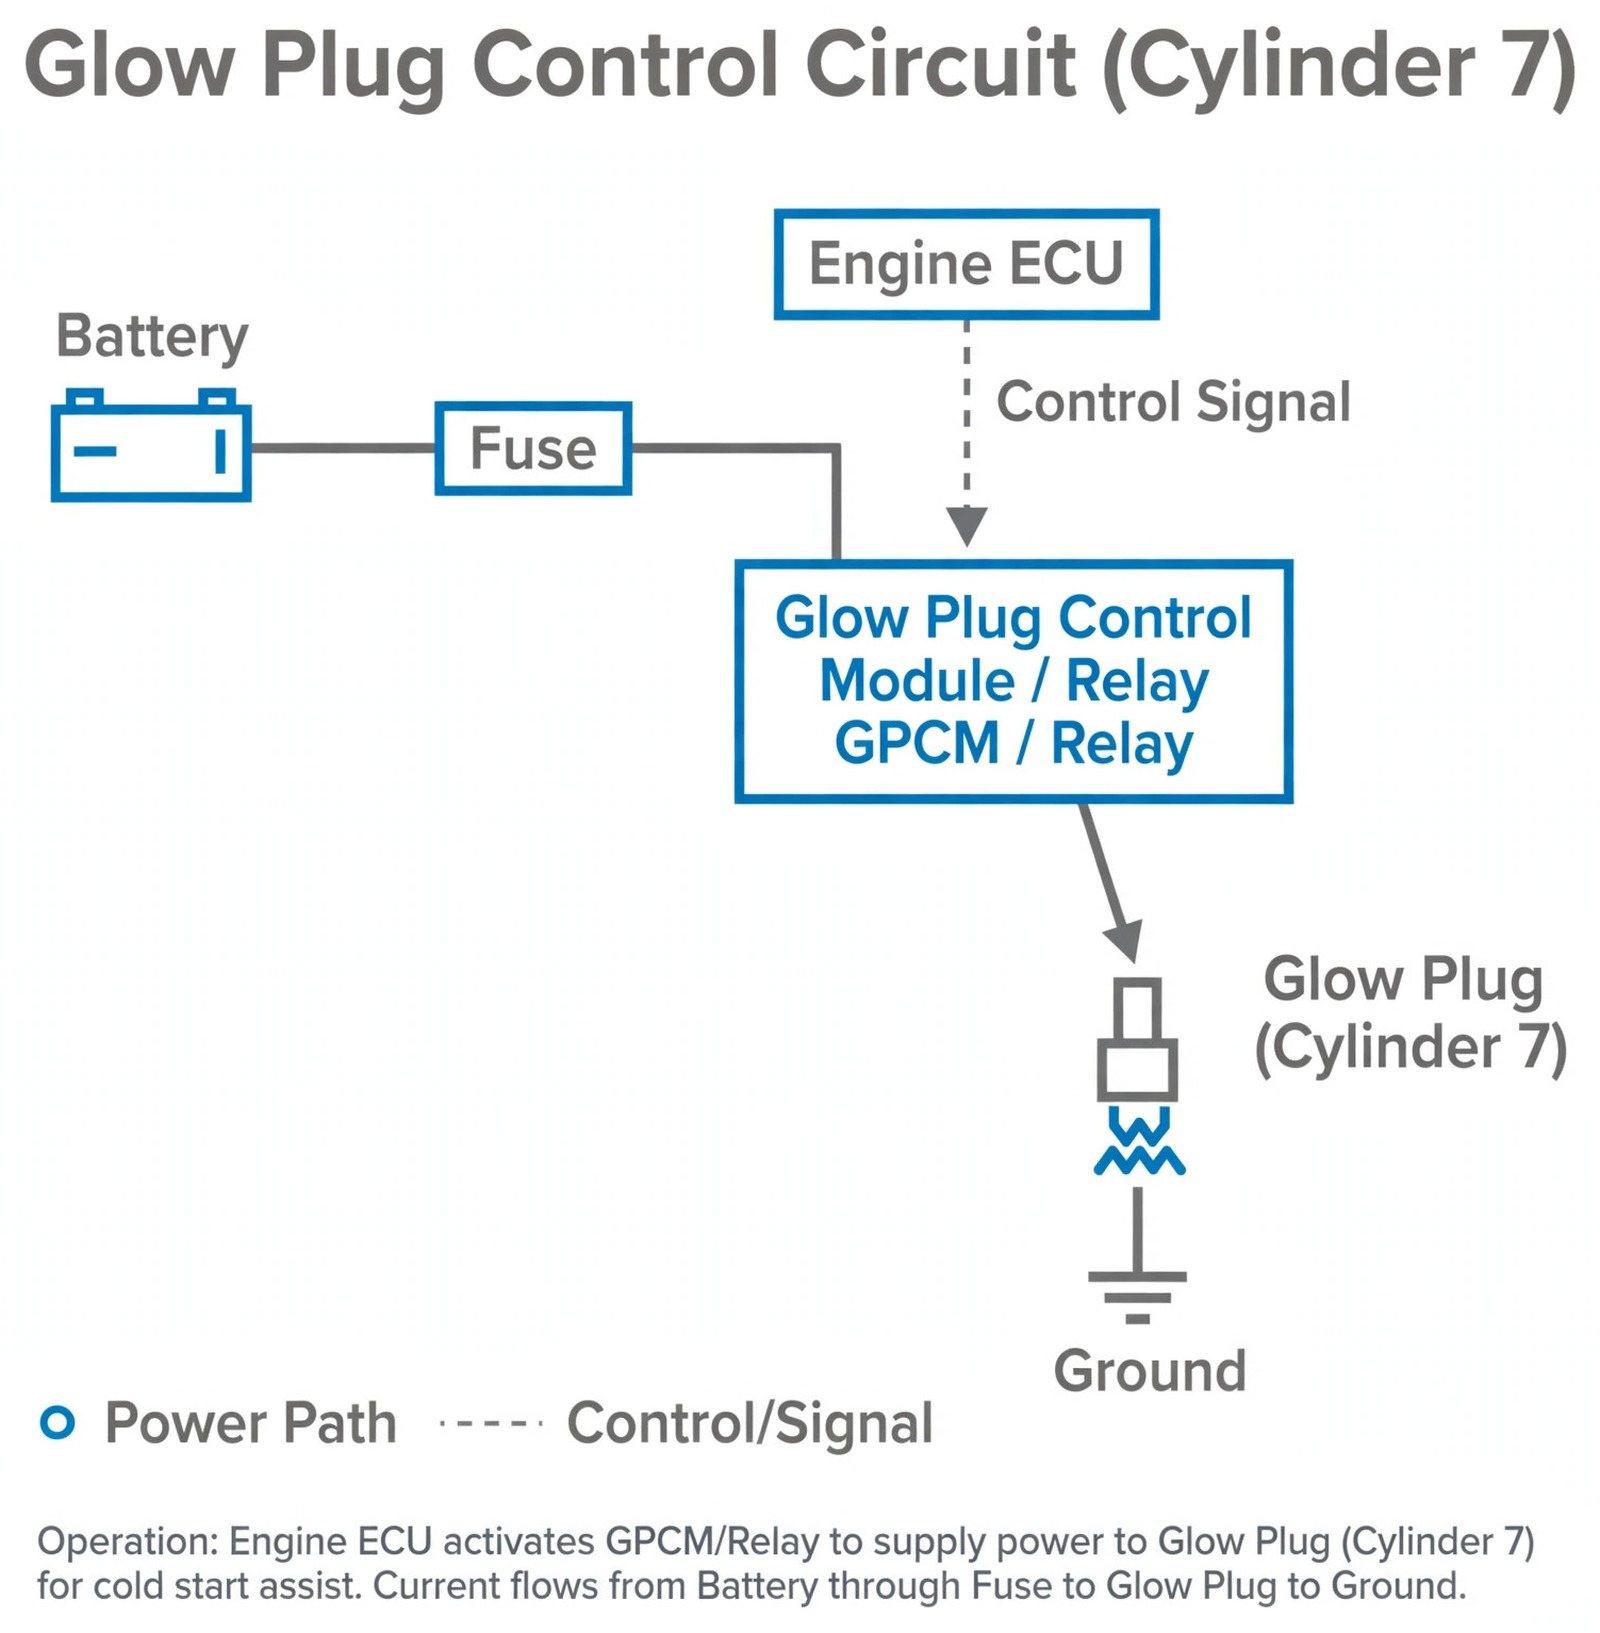 Glow Plug Control Circuit (Cylinder 7)
Engine ECU
Battery
Control Signal
Fuse
Glow Plug Control
Module / Relay
GPCM / Relay
Glow Plug
(Cylinder 7)
Ground
Power Path
Control/Signal
Operation: Engine ECU activates GPCM/Relay to supply power to Glow Plug (Cylinder 7)
for cold start assist. Current flows from Battery through Fuse to Glow Plug to Ground.